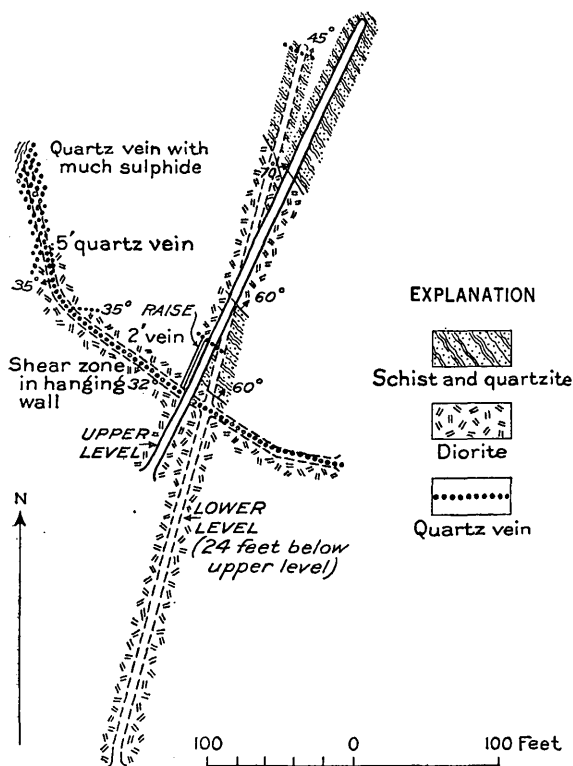 45°
Quartz vein with
much sulphide
70°
5' quartz vein
35°
35°
RAISE
60°
2' vein
EXPLANATION
Shear zone
in hanging
wall
32
60°
Schist and quartzite
UPPER
LEVEL
Diorite
N
LOWER
LEVEL
(24 feet below
upper level)
Quartz vein
100 0 100 Feet